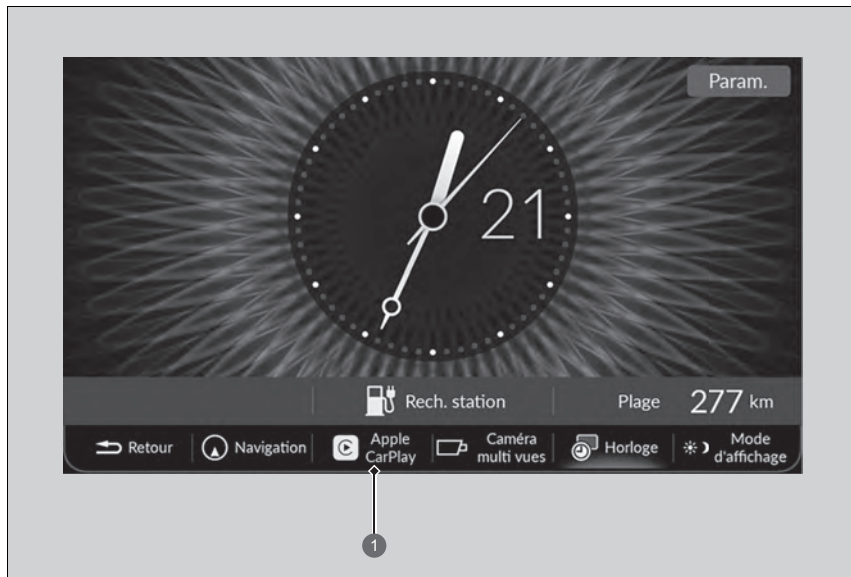 Param.
21
Rech. station
Plage 277 km
Retour
Navigation
Apple
CarPlay
Caméra
multi vues
Horloge
Mode
d'affichage
1